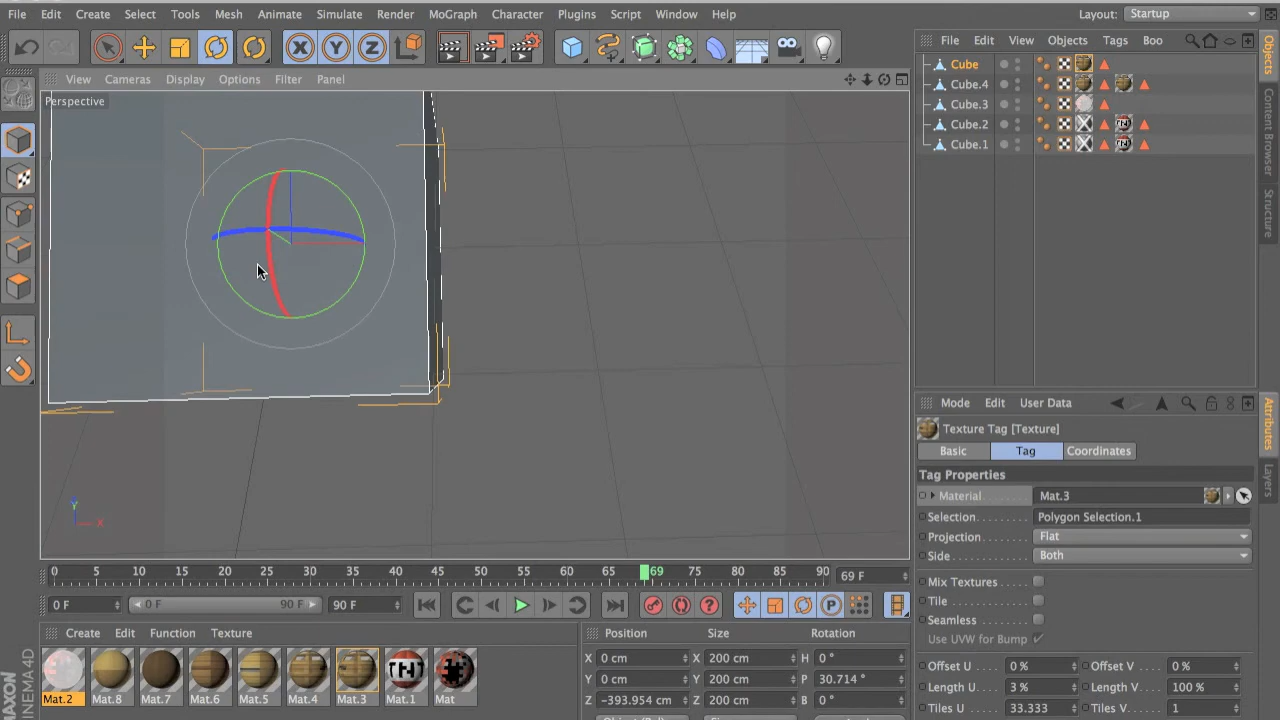 File Edit Create Select Tools Mesh Animate Simulate Render MoGraph Character Plugins Script Window Help Layout: Startup
File Edit View Objects Tags Boo
View Cameras Display Options Filter Panel
Perspective
Cube
Cube.4
Cube.3
Cube.2
Cube.1
Objects
Content Browser
Structure
Mode Edit User Data
Texture Tag [Texture]
Basic Tag Coordinates
Tag Properties
Material Mat.3
Selection Polygon Selection.1
Projection Flat
Side Both
Mix Textures
Tile
Seamless
Use UVW for Bump
Offset U 0 % Offset V 0 %
Length U 3 % Length V 100 %
Tiles U 33.333 Tiles V 1
Attributes
Layers
Y
X
0 5 10 15 20 25 30 35 40 45 50 55 60 65 69 75 80 85 90 69 F
0 F 0 F 90 F 90 F
Create Edit Function Texture
Mat.2 Mat.8 Mat.7 Mat.6 Mat.5 Mat.4 Mat.3 Mat.1 Mat
Position Size Rotation
X 0 cm X 200 cm H 0 °
Y 0 cm Y 200 cm P 30.714 °
Z -393.954 cm Z 200 cm B 0 °
MAXON
CINEMA 4D